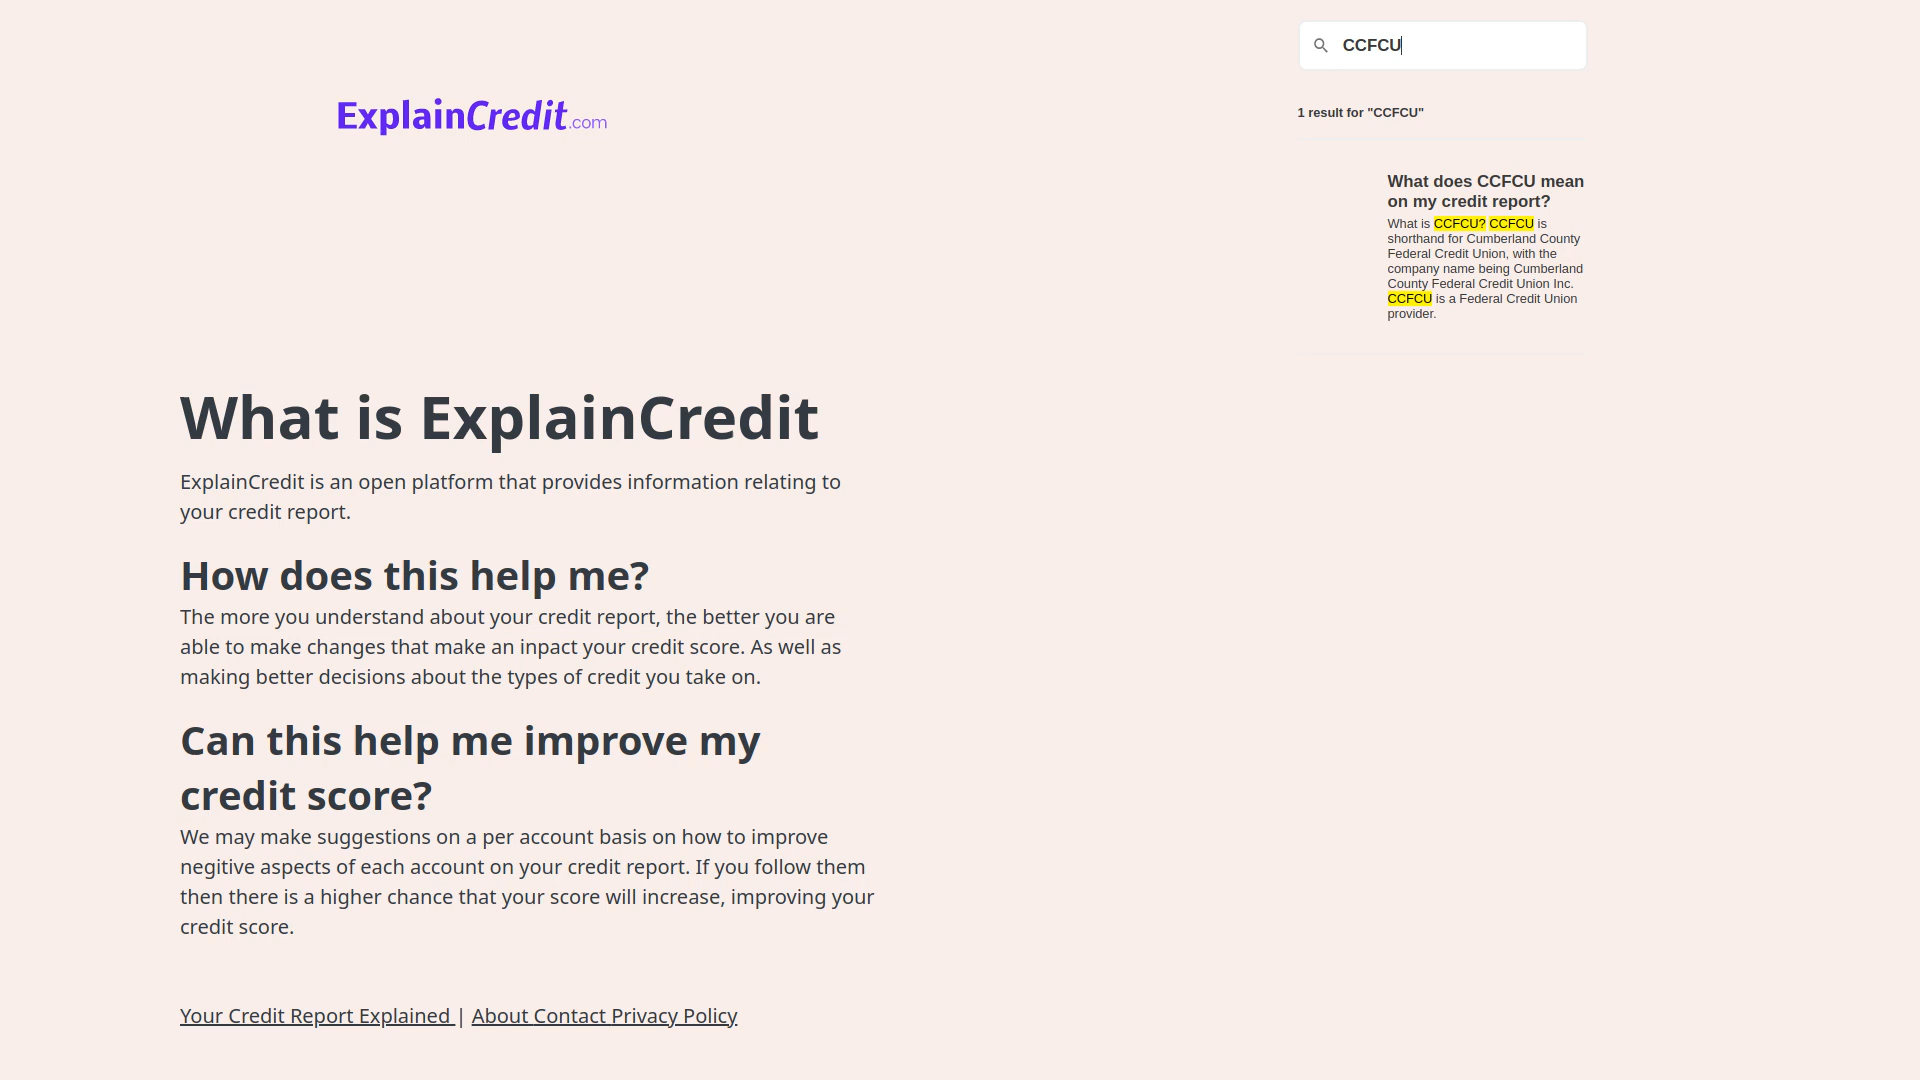 ExplainCredit.com
CCFCU
1 result for "CCFCU"
What does CCFCU mean
on my credit report?
What is CCFCU? CCFCU is
shorthand for Cumberland County
Federal Credit Union, with the
company name being Cumberland
County Federal Credit Union Inc.
CCFCU is a Federal Credit Union
provider.
What is ExplainCredit
ExplainCredit is an open platform that provides information relating to
your credit report.
How does this help me?
The more you understand about your credit report, the better you are
able to make changes that make an inpact your credit score. As well as
making better decisions about the types of credit you take on.
Can this help me improve my
credit score?
We may make suggestions on a per account basis on how to improve
negitive aspects of each account on your credit report. If you follow them
then there is a higher chance that your score will increase, improving your
credit score.
Your Credit Report Explained | About Contact Privacy Policy